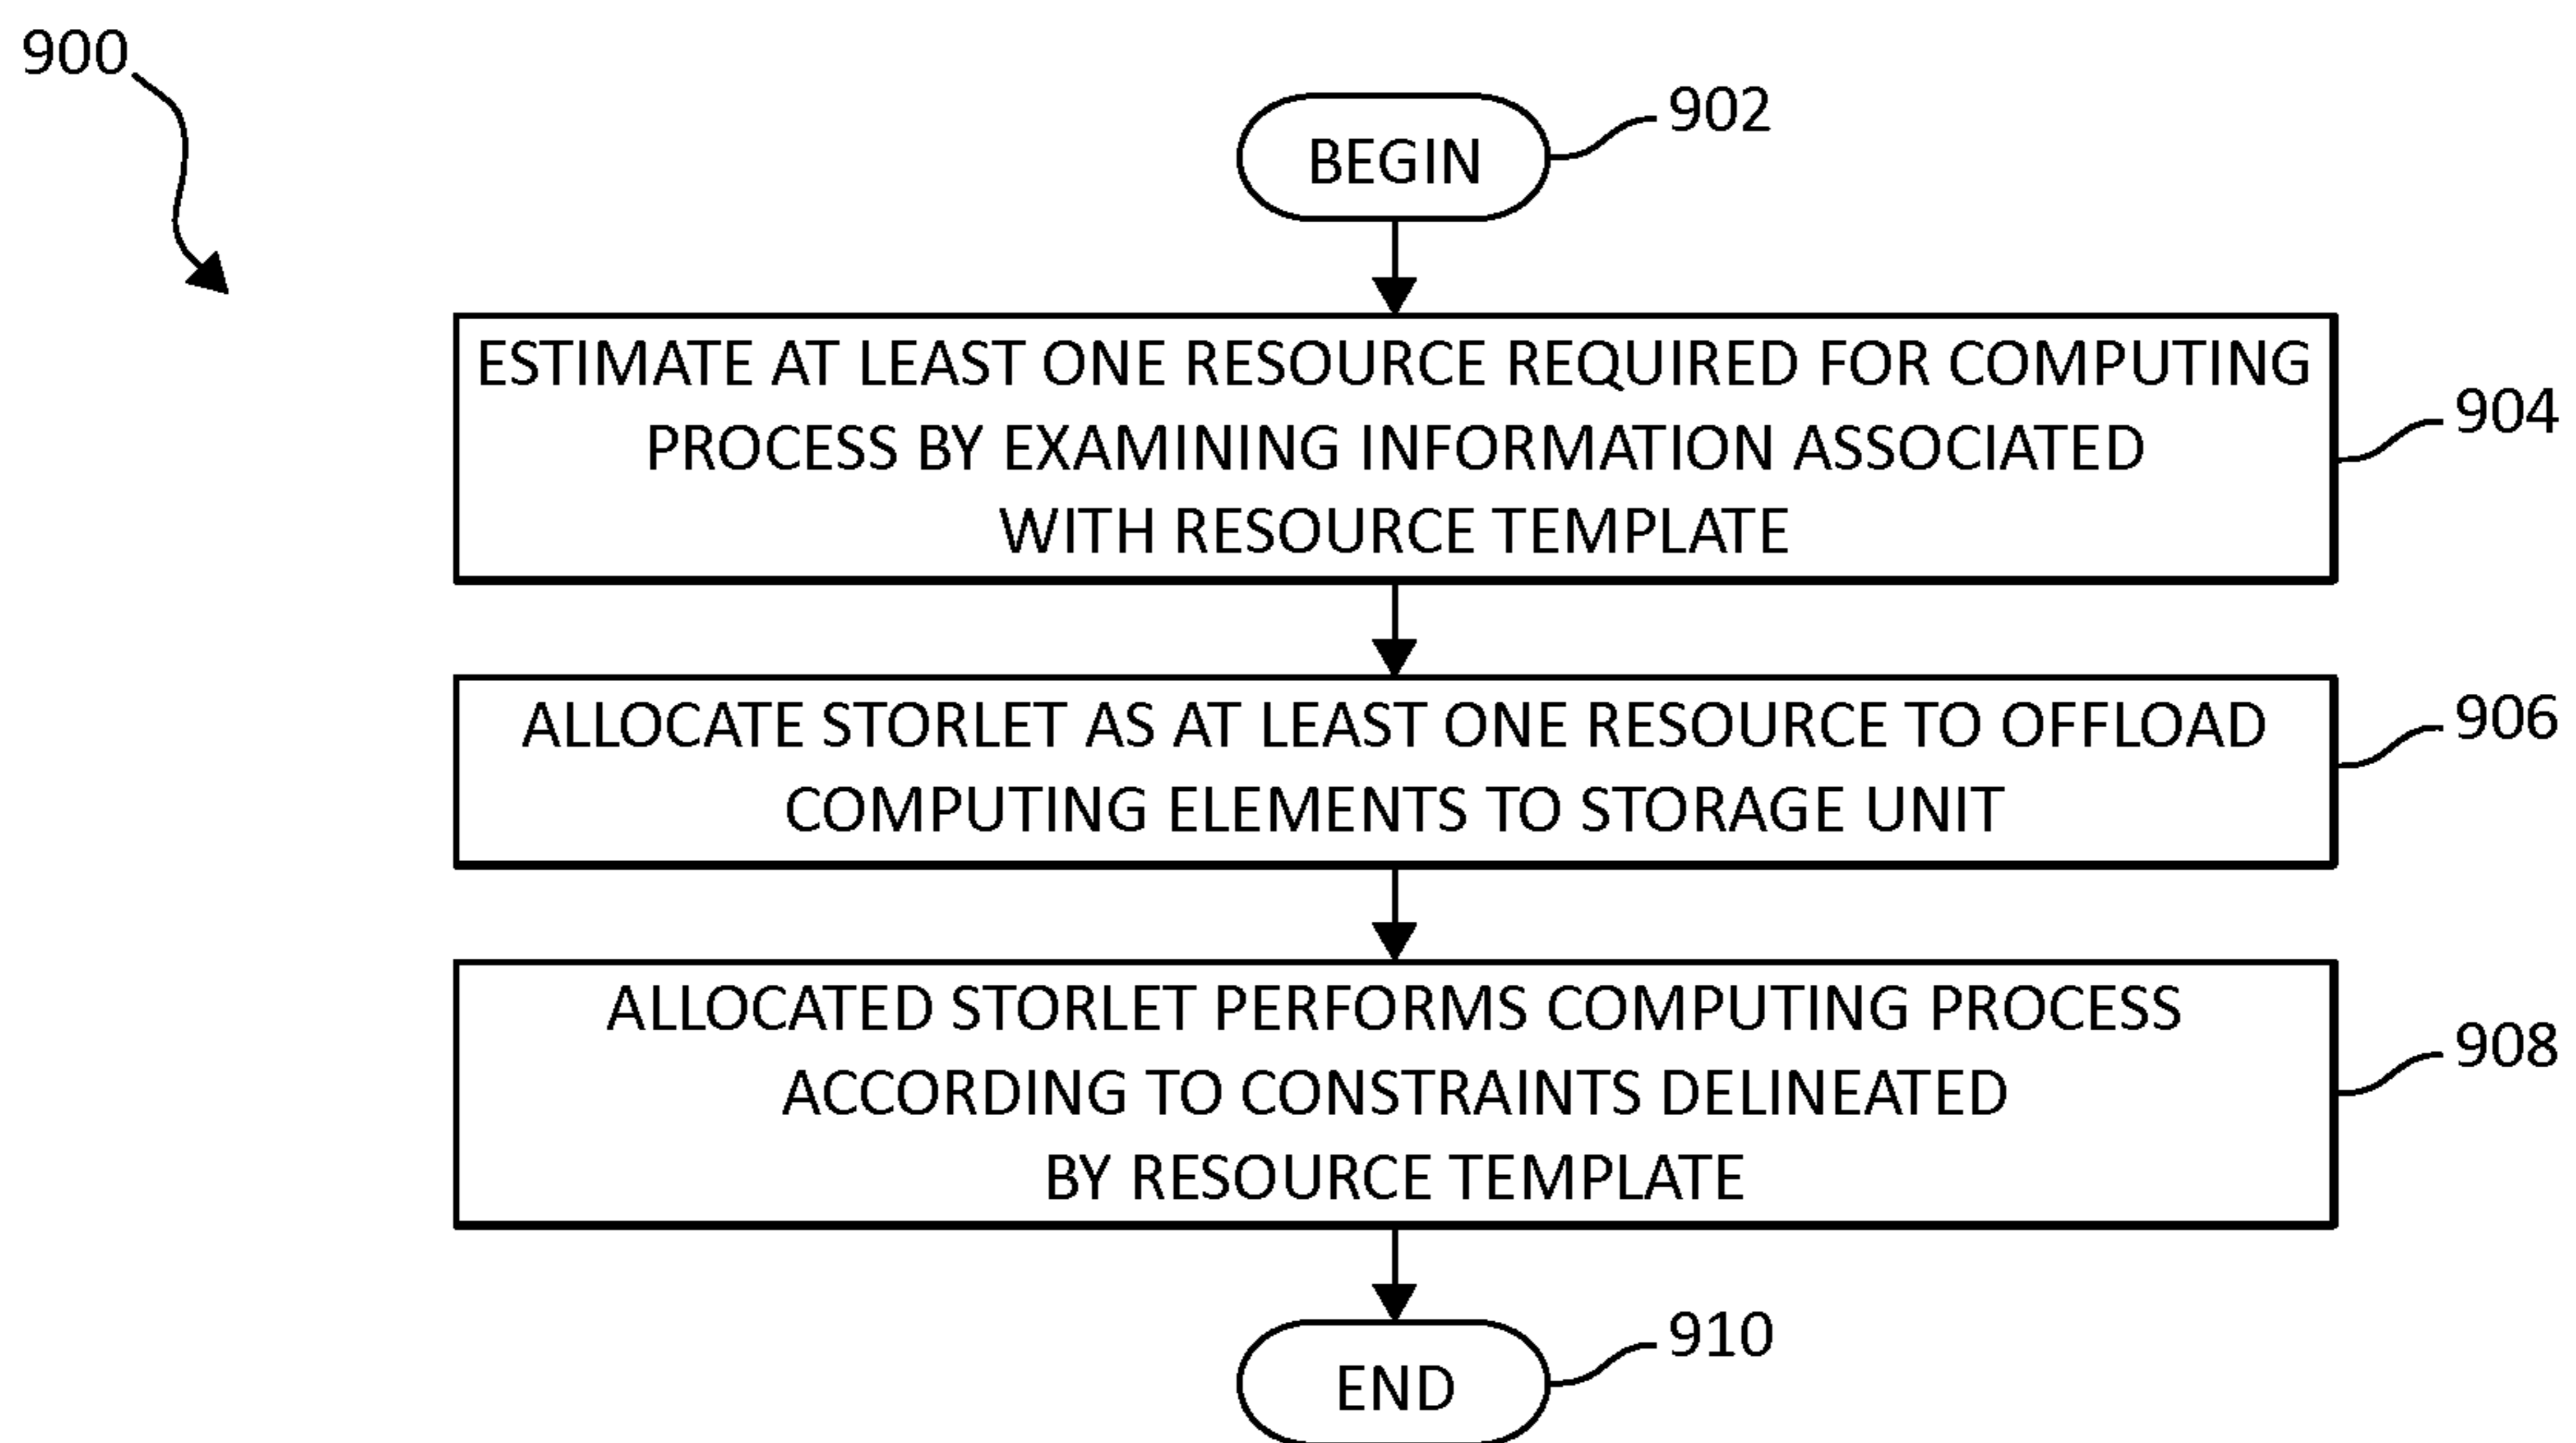 900
BEGIN
902
ESTIMATE AT LEAST ONE RESOURCE REQUIRED FOR COMPUTING
PROCESS BY EXAMINING INFORMATION ASSOCIATED
WITH RESOURCE TEMPLATE
904
ALLOCATE STORLET AS AT LEAST ONE RESOURCE TO OFFLOAD
COMPUTING ELEMENTS TO STORAGE UNIT
906
ALLOCATED STORLET PERFORMS COMPUTING PROCESS
ACCORDING TO CONSTRAINTS DELINEATED
BY RESOURCE TEMPLATE
908
END
910